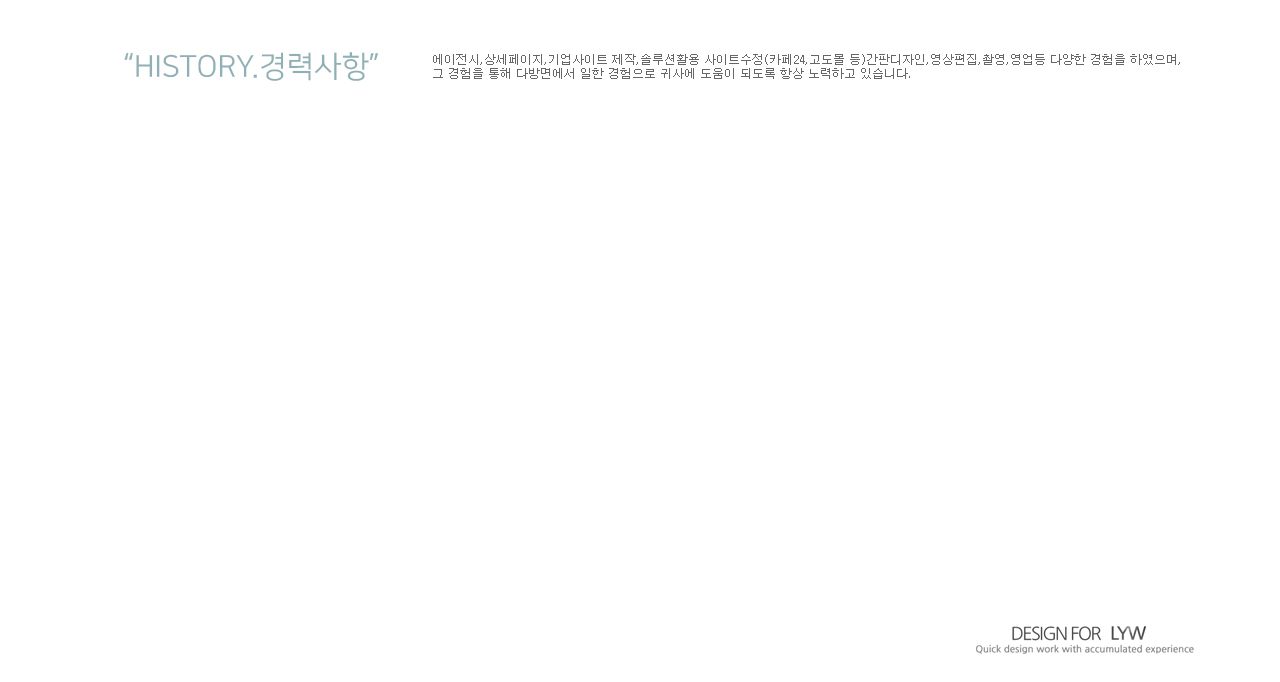 “HISTORY.경력사항”
에이전시,상세페이지,기업사이트 제작,솔루션활용 사이트수정(카페24,고도몰 등)간판디자인,영상편집,촬영,영업등 다양한 경험을 하였으며,
그 경험을 통해 다방면에서 일한 경험으로 귀사에 도움이 되도록 항상 노력하고 있습니다.
DESIGN FOR LYW
Quick design work with accumulated experience